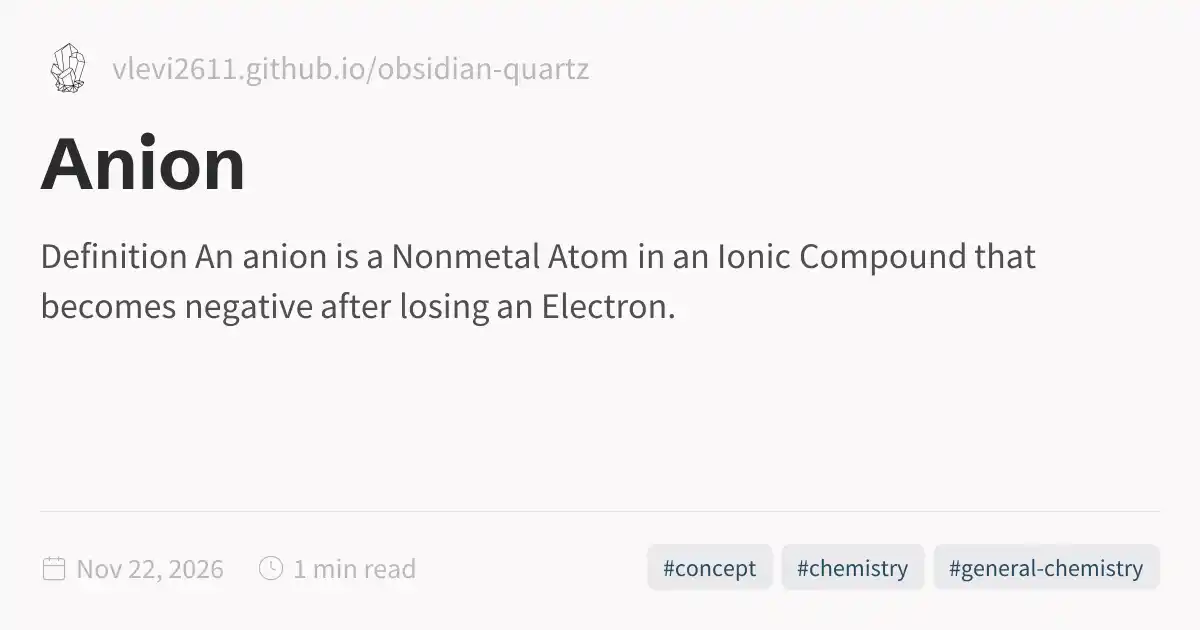 vlevi2611.github.io/obsidian-quartz
Anion
Definition An anion is a Nonmetal Atom in an Ionic Compound that
becomes negative after losing an Electron.
Nov 22, 2026 1 min read #concept #chemistry #general-chemistry